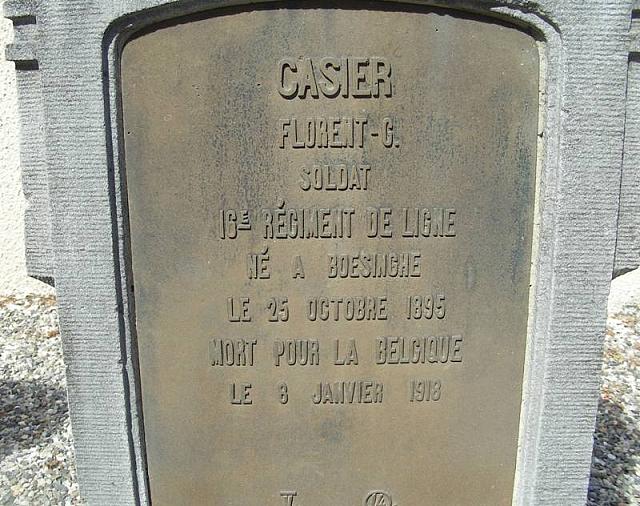 CASIER
FLORENT-C.
SOLDAT
16E RÉGIMENT DE LIGNE
NÉ A BOESINGHE
LE 25 OCTOBRE 1895
MORT POUR LA BELGIQUE
LE 8 JANVIER 1918